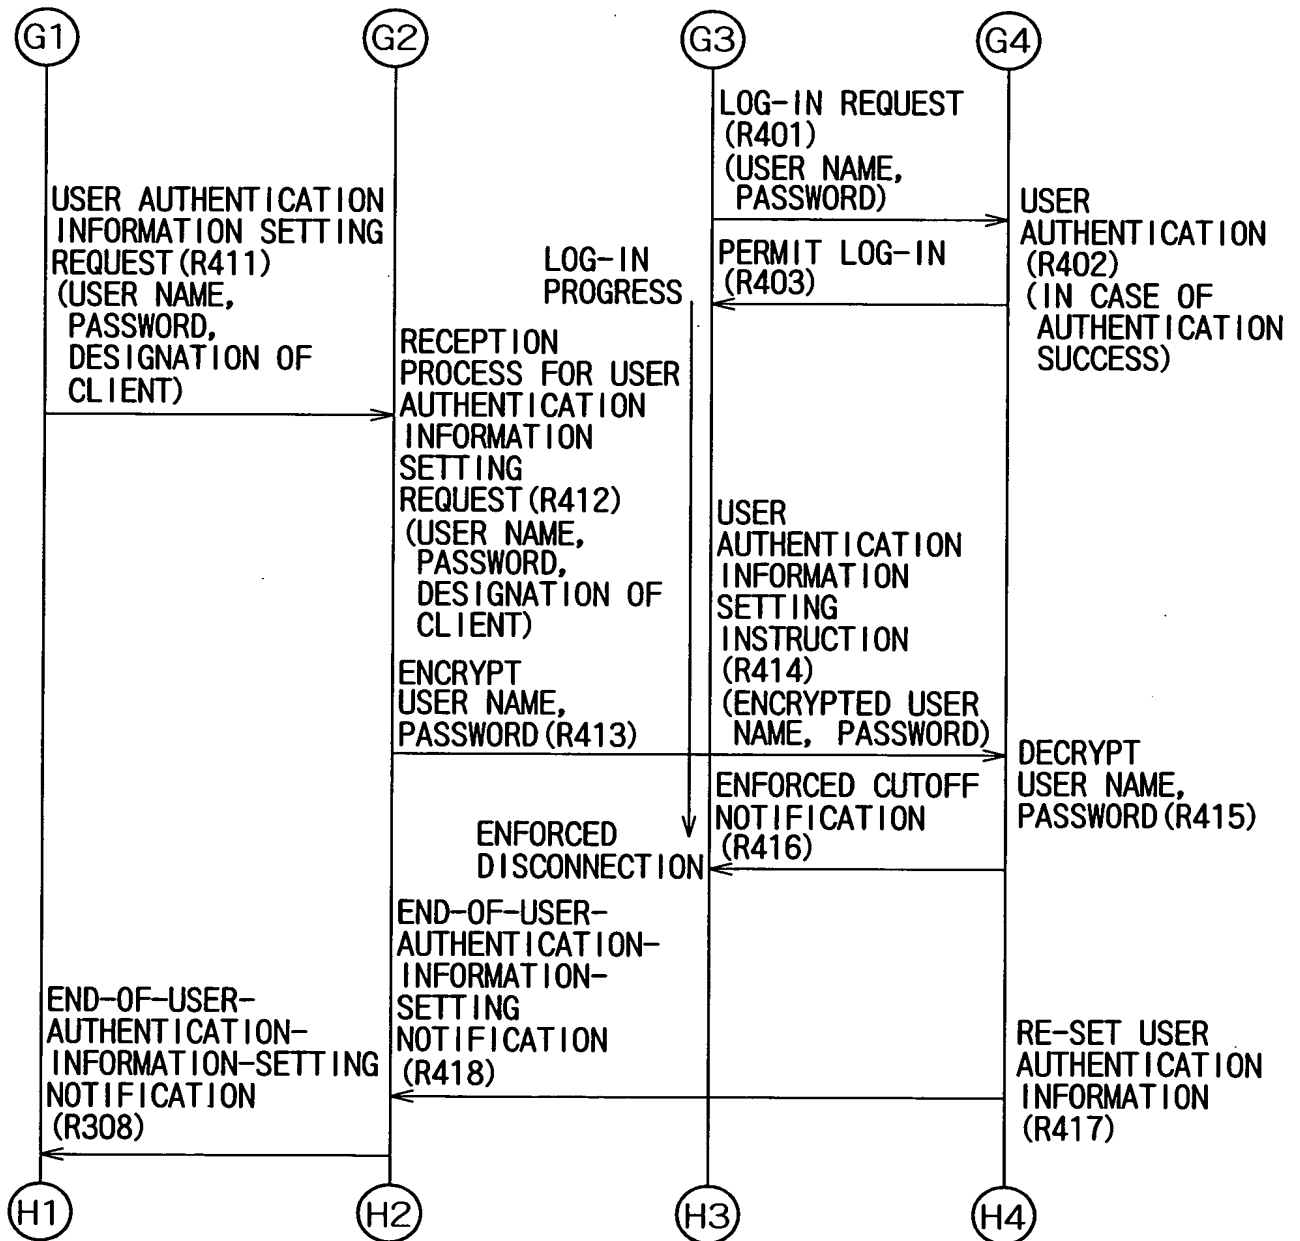 G1
G2
G3
G4
LOG-IN REQUEST
(R401)
(USER NAME,
PASSWORD)
USER AUTHENTICATION
INFORMATION SETTING
REQUEST(R411)
(USER NAME,
PASSWORD,
DESIGNATION OF
CLIENT)
USER
AUTHENTICATION
(R402)
(IN CASE OF
AUTHENTICATION
SUCCESS)
LOG-IN
PROGRESS
PERMIT LOG-IN
(R403)
RECEPTION
PROCESS FOR USER
AUTHENTICATION
INFORMATION
SETTING
REQUEST(R412)
(USER NAME,
PASSWORD,
DESIGNATION OF
CLIENT)
USER
AUTHENTICATION
INFORMATION
SETTING
INSTRUCTION
(R414)
(ENCRYPTED USER
NAME, PASSWORD)
ENCRYPT
USER NAME,
PASSWORD(R413)
DECRYPT
USER NAME,
PASSWORD(R415)
ENFORCED CUTOFF
NOTIFICATION
(R416)
ENFORCED
DISCONNECTION
END-OF-USER-
AUTHENTICATION-
INFORMATION-
SETTING
NOTIFICATION
(R418)
END-OF-USER-
AUTHENTICATION-
INFORMATION-SETTING
NOTIFICATION
(R308)
RE-SET USER
AUTHENTICATION
INFORMATION
(R417)
H1
H2
H3
H4